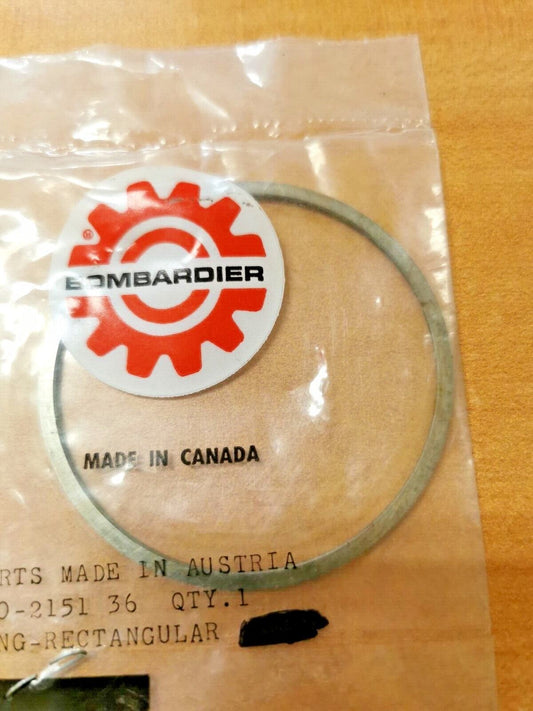 ®
BOMBARDIER
MADE IN CANADA
RTS MADE IN AUSTRIA
0-2151 36 QTY.1
NG-RECTANGULAR